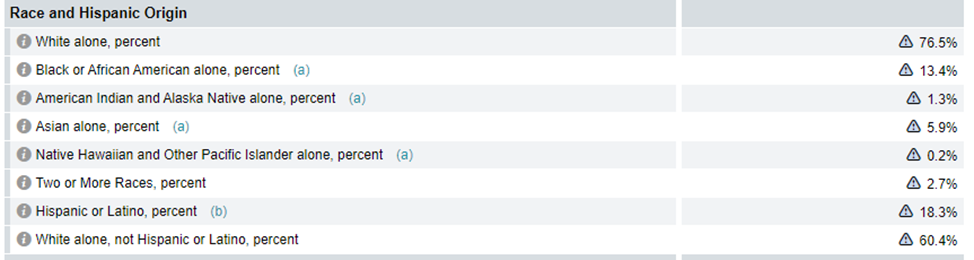 Race and Hispanic Origin
White alone, percent 76.5%
Black or African American alone, percent (a) 13.4%
American Indian and Alaska Native alone, percent (a) 1.3%
Asian alone, percent (a) 5.9%
Native Hawaiian and Other Pacific Islander alone, percent (a) 0.2%
Two or More Races, percent 2.7%
Hispanic or Latino, percent (b) 18.3%
White alone, not Hispanic or Latino, percent 60.4%